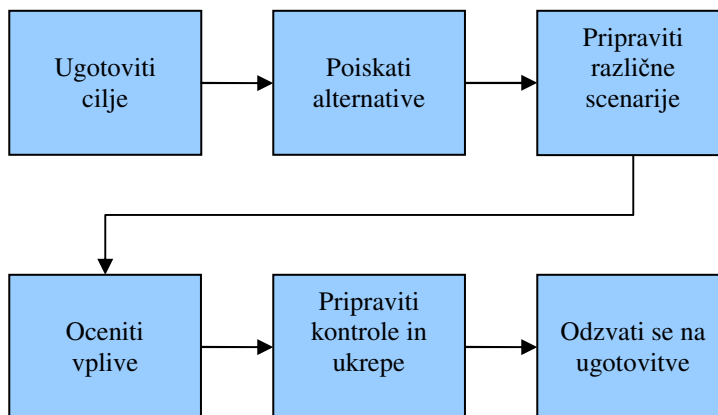 Ugotoviti
cilje
Poiskati
alternative
Pripraviti
različne
scenarije
Oceniti
vplive
Pripraviti
kontrole in
ukrepe
Odzvati se na
ugotovitve